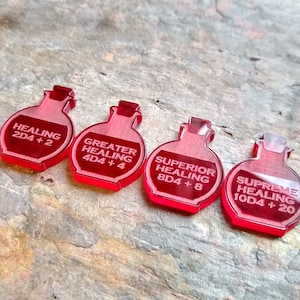 HEALING
2D4 + 2
GREATER
HEALING
4D4 + 4
SUPERIOR
HEALING
8D4 + 8
SUPREME
HEALING
10D4 + 20